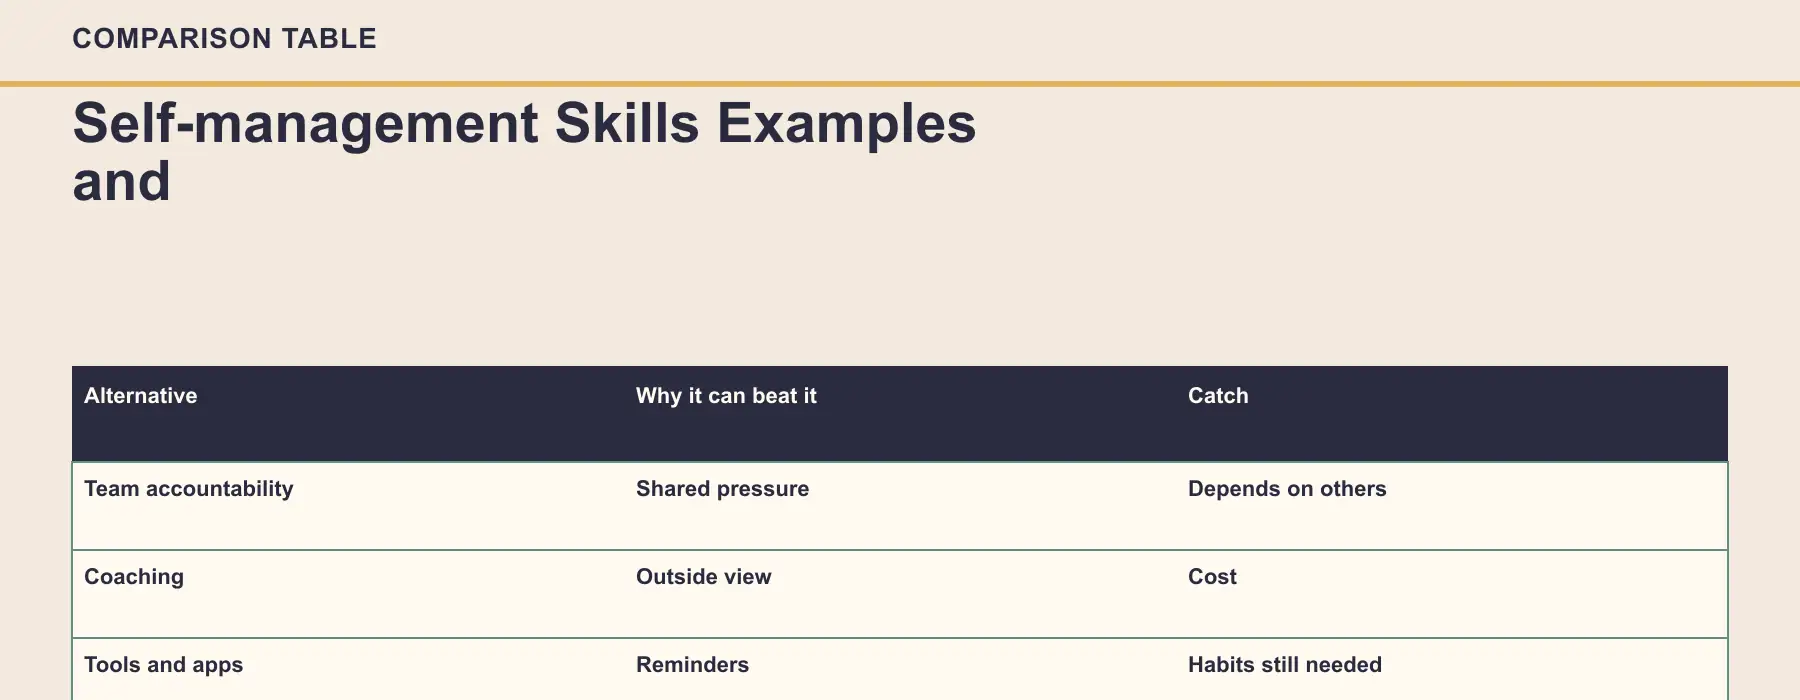 COMPARISON TABLE
Self-management Skills Examples
and
Alternative Why it can beat it Catch
Team accountability Shared pressure Depends on others
Coaching Outside view Cost
Tools and apps Reminders Habits still needed